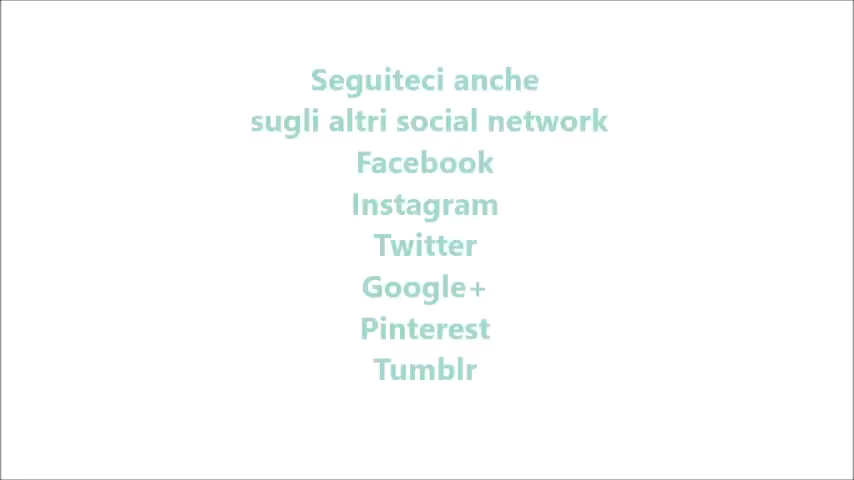 Seguiteci anche
sugli altri social network
Facebook
Instagram
Twitter
Google+
Pinterest
Tumblr